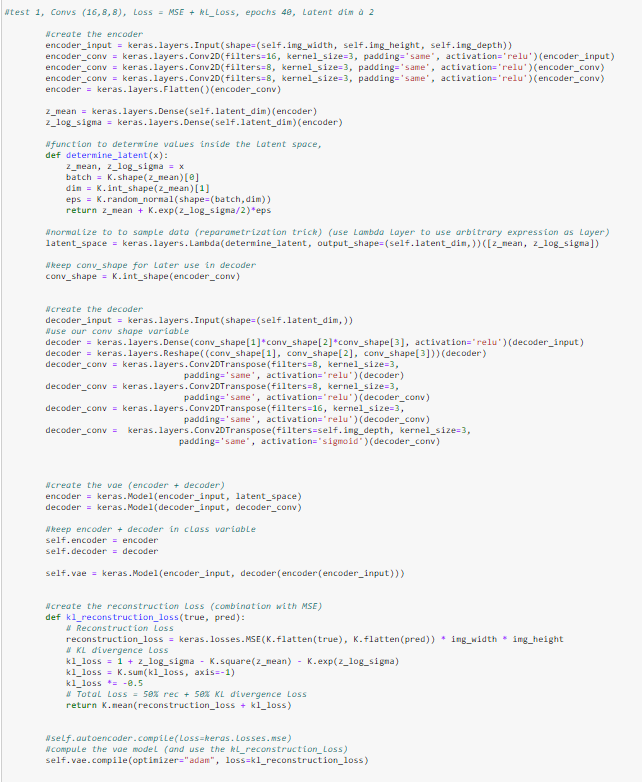 #test 1, Convs (16,8,8), loss = MSE + kl_loss, epochs 40, latent dim à 2
#create the encoder
encoder_input = keras.layers.Input(shape=(self.img_width, self.img_height, self.img_depth))
encoder_conv = keras.layers.Conv2D(filters=16, kernel_size=3, padding='same', activation='relu')(encoder_input)
encoder_conv = keras.layers.Conv2D(filters=8, kernel_size=3, padding='same', activation='relu')(encoder_conv)
encoder_conv = keras.layers.Conv2D(filters=8, kernel_size=3, padding='same', activation='relu')(encoder_conv)
encoder = keras.layers.Flatten()(encoder_conv)
z_mean = keras.layers.Dense(self.latent_dim)(encoder)
z_log_sigma = keras.layers.Dense(self.latent_dim)(encoder)
#function to determine values inside the latent space,
def determine_latent(x):
z_mean, z_log_sigma = x
batch = K.shape(z_mean)[0]
dim = K.int_shape(z_mean)[1]
eps = K.random_normal(shape=(batch,dim))
return z_mean + K.exp(z_log_sigma/2)*eps
#normalize to to sample data (reparametrization trick) (use Lambda layer to use arbitrary expression as layer)
latent_space = keras.layers.Lambda(determine_latent, output_shape=(self.latent_dim,))([z_mean, z_log_sigma])
#keep conv_shape for later use in decoder
conv_shape = K.int_shape(encoder_conv)
#create the decoder
decoder_input = keras.layers.Input(shape=(self.latent_dim,))
#use our conv shape variable
decoder = keras.layers.Dense(conv_shape[1]*conv_shape[2]*conv_shape[3], activation='relu')(decoder_input)
decoder = keras.layers.Reshape((conv_shape[1], conv_shape[2], conv_shape[3]))(decoder)
decoder_conv = keras.layers.Conv2DTranspose(filters=8, kernel_size=3,
padding='same', activation='relu')(decoder)
decoder_conv = keras.layers.Conv2DTranspose(filters=8, kernel_size=3,
padding='same', activation='relu')(decoder_conv)
decoder_conv = keras.layers.Conv2DTranspose(filters=16, kernel_size=3,
padding='same', activation='relu')(decoder_conv)
decoder_conv =  keras.layers.Conv2DTranspose(filters=self.img_depth, kernel_size=3,
padding='same', activation='sigmoid')(decoder_conv)
#create the vae (encoder + decoder)
encoder = keras.Model(encoder_input, latent_space)
decoder = keras.Model(decoder_input, decoder_conv)
#keep encoder + decoder in class variable
self.encoder = encoder
self.decoder = decoder
self.vae = keras.Model(encoder_input, decoder(encoder(encoder_input)))
#create the reconstruction loss (combination with MSE)
def kl_reconstruction_loss(true, pred):
# Reconstruction loss
reconstruction_loss = keras.losses.MSE(K.flatten(true), K.flatten(pred)) * img_width * img_height
# KL divergence loss
kl_loss = 1 + z_log_sigma - K.square(z_mean) - K.exp(z_log_sigma)
kl_loss = K.sum(kl_loss, axis=-1)
kl_loss *= -0.5
# Total loss = 50% rec + 50% KL divergence loss
return K.mean(reconstruction_loss + kl_loss)
#self.autoencoder.compile(loss=keras.losses.mse)
#compute the vae model (and use the kl_reconstruction_loss)
self.vae.compile(optimizer="adam", loss=kl_reconstruction_loss)